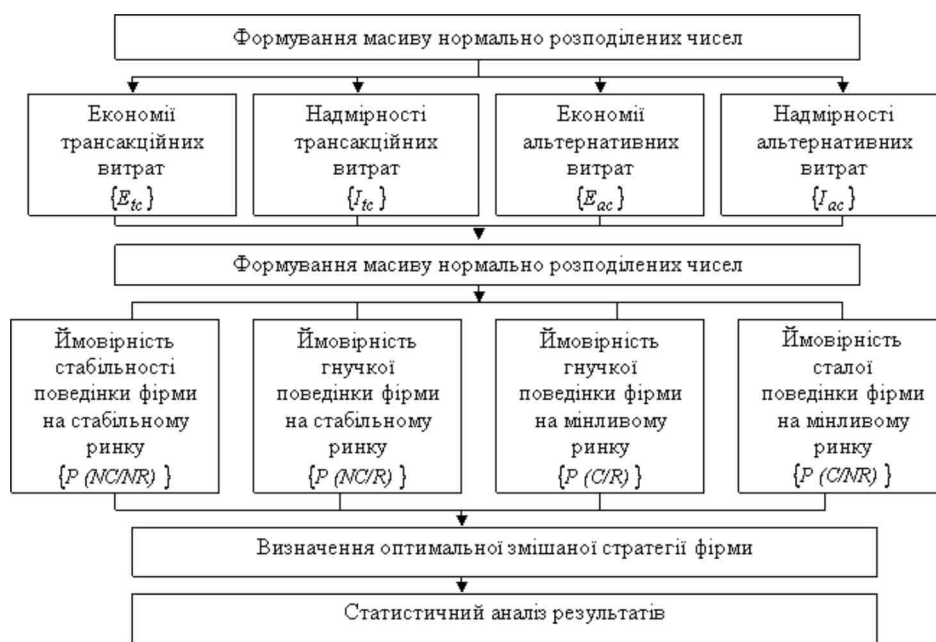 Формування масиву нормально розподілених чисел
Економії
трансакційних
витрат
{E_tc}
Надмірності
трансакційних
витрат
{I_tc}
Економії
альтернативних
витрат
{E_ac}
Надмірності
альтернативних
витрат
{I_ac}
Формування масиву нормально розподілених чисел
Ймовірність
стабільності
поведінки фірми
на стабільному
ринку
{P (NC/NR) }
Ймовірність
гнучкої
поведінки фірми
на стабільному
ринку
{P (NC/R) }
Ймовірність
гнучкої
поведінки фірми
на мінливому
ринку
{P (C/R) }
Ймовірність
сталої
поведінки фірми
на мінливому
ринку
{P (C/NR) }
Визначення оптимальної змішаної стратегії фірми
Статистичний аналіз результатів